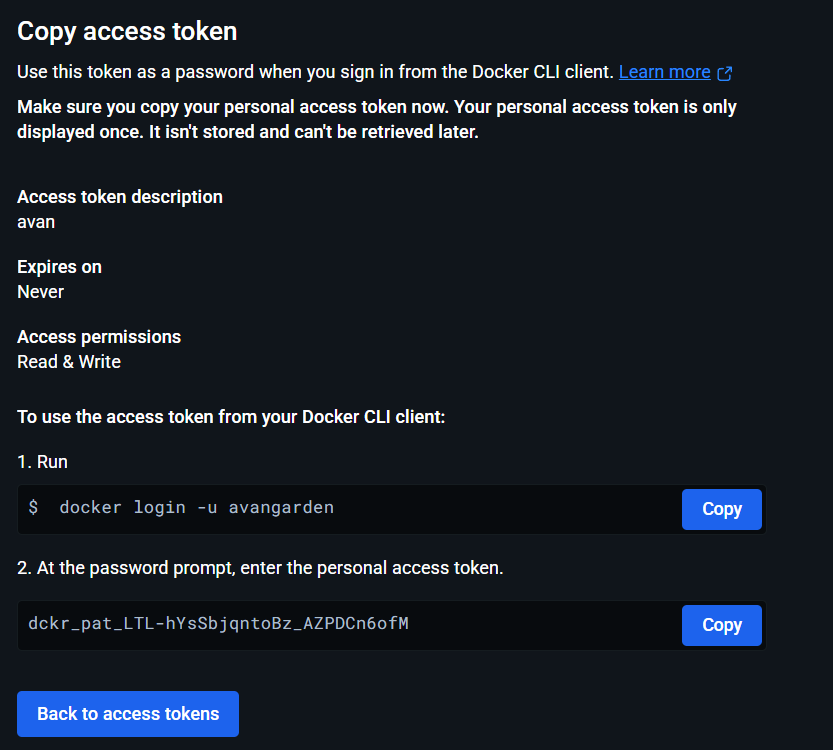 Copy access token
Use this token as a password when you sign in from the Docker CLI client. Learn more
Make sure you copy your personal access token now. Your personal access token is only
displayed once. It isn't stored and can't be retrieved later.
Access token description
avan
Expires on
Never
Access permissions
Read & Write
To use the access token from your Docker CLI client:
1. Run
$ docker login -u avangarden
Copy
2. At the password prompt, enter the personal access token.
dckr_pat_LTL-hYsSbjqntoBz_AZPDCn6ofM
Copy
Back to access tokens